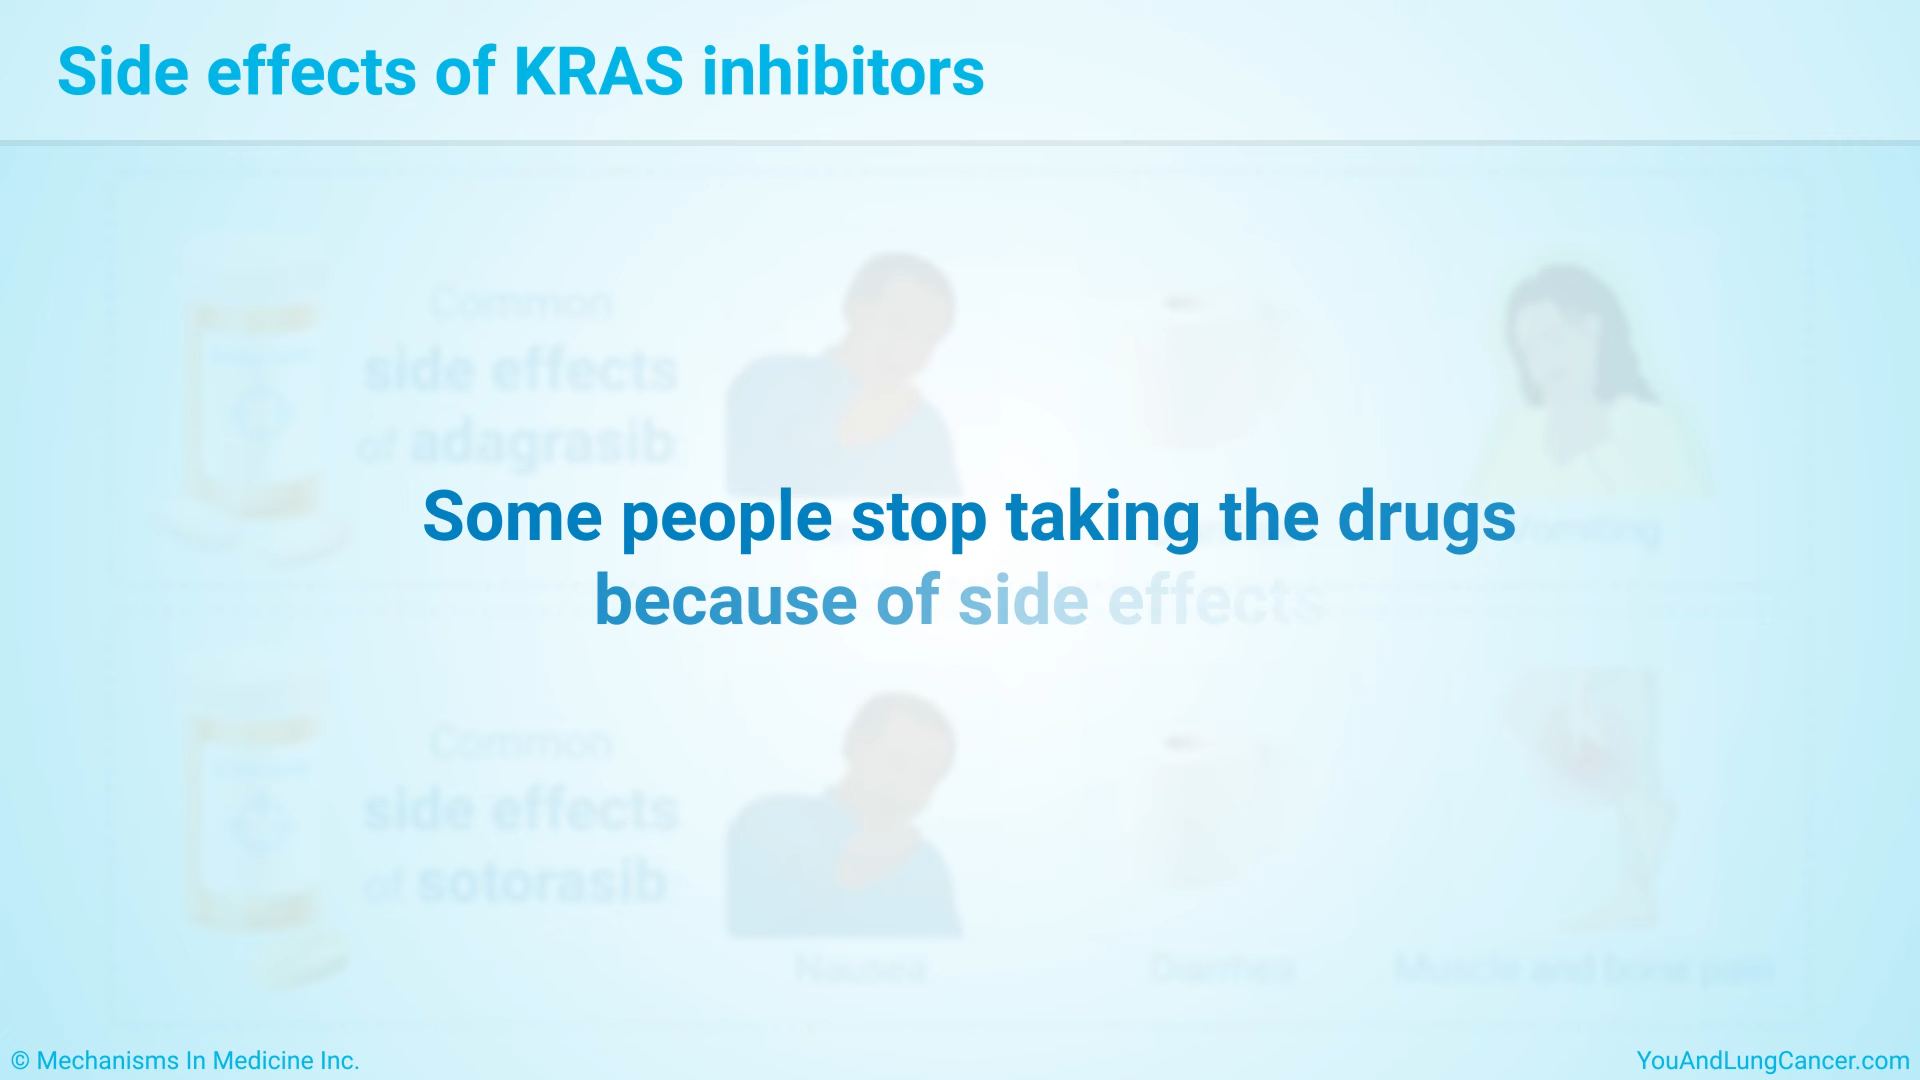 Side effects of KRAS inhibitors
Common
side effects
of adagrasib
Vomiting
Some people stop taking the drugs
because of side effects
Common
side effects
of sotorasib
Nausea
Diarrhea
Muscle and bone pain
© Mechanisms In Medicine Inc.
YouAndLungCancer.com